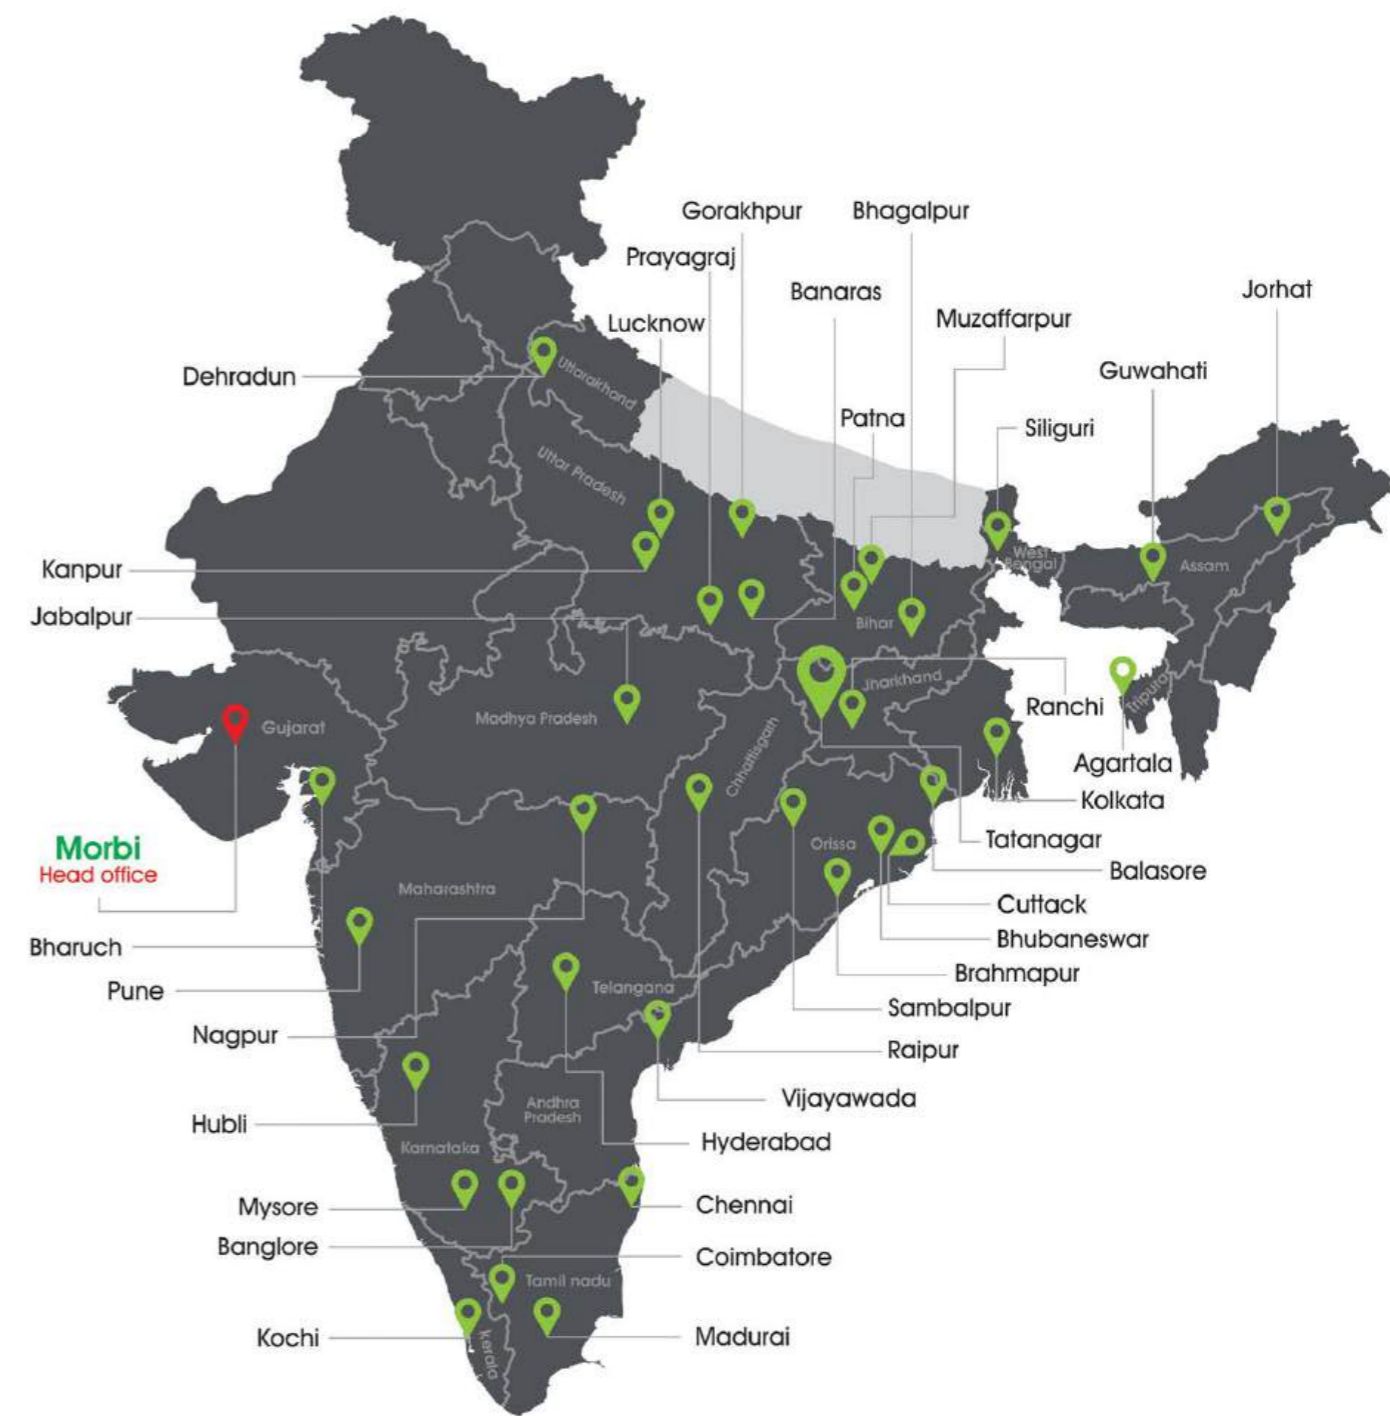 Gorakhpur
Bhagalpur
Prayagraj
Banaras
Jorhat
Muzaffarpur
Lucknow
Guwahati
Dehradun
Uttarakhand
Patna
Siliguri
Uttar Pradesh
West
Bengal
Assam
Kanpur
Jabalpur
Bihar
Jharkhand
Tripura
Ranchi
Madhya Pradesh
Gujarat
Chhattisgarh
Agartala
Kolkata
Tatanagar
Orissa
Morbi
Head office
Balasore
Maharashtra
Cuttack
Bhubaneswar
Bharuch
Brahmapur
Pune
Telangana
Sambalpur
Nagpur
Raipur
Vijayawada
Andhra
Pradesh
Hubli
Hyderabad
Karnataka
Mysore
Chennai
Banglore
Coimbatore
Tamil nadu
Kochi
Madurai
kerala